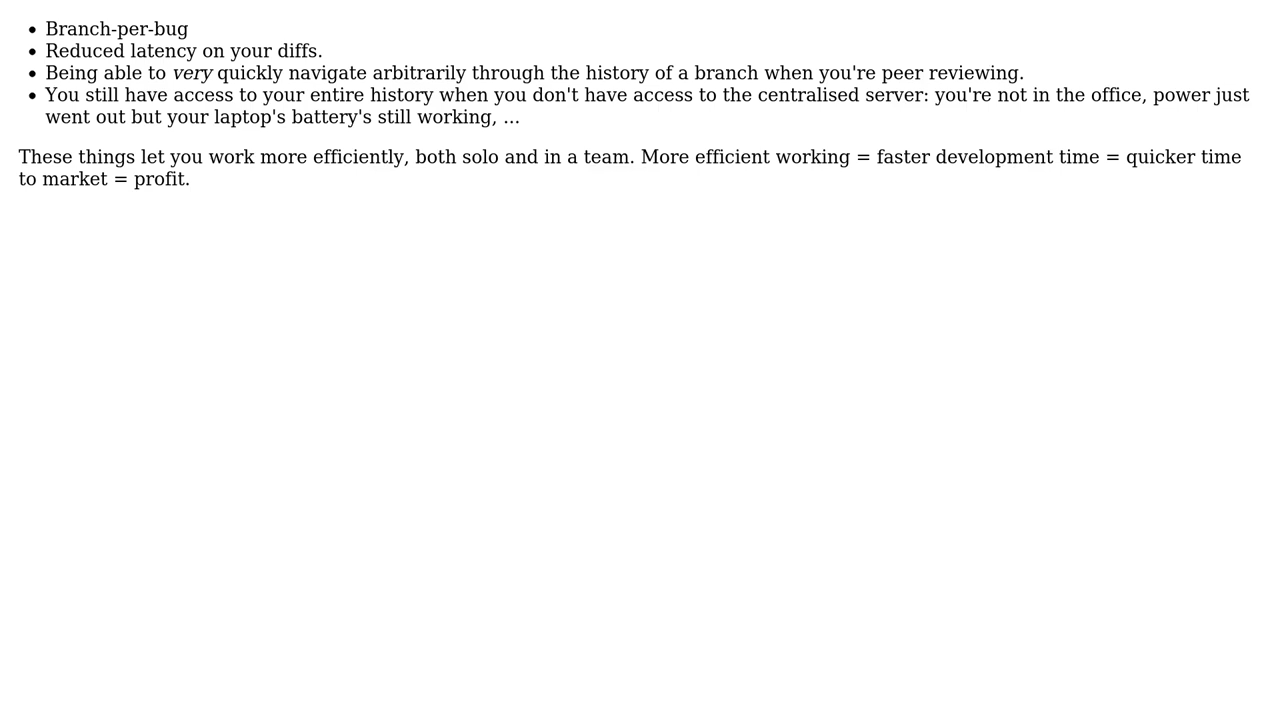 • Branch-per-bug
• Reduced latency on your diffs.
• Being able to very quickly navigate arbitrarily through the history of a branch when you're peer reviewing.
• You still have access to your entire history when you don't have access to the centralised server: you're not in the office, power just
went out but your laptop's battery's still working, ...
These things let you work more efficiently, both solo and in a team. More efficient working = faster development time = quicker time
to market = profit.